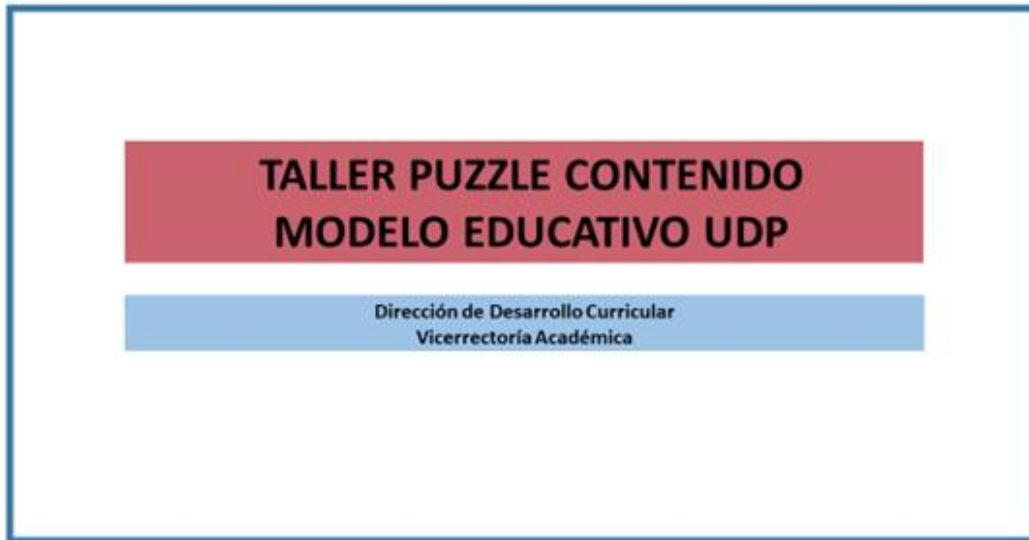 TALLER PUZZLE CONTENIDO
MODELO EDUCATIVO UDP
Dirección de Desarrollo Curricular
Vicerrectoría Académica